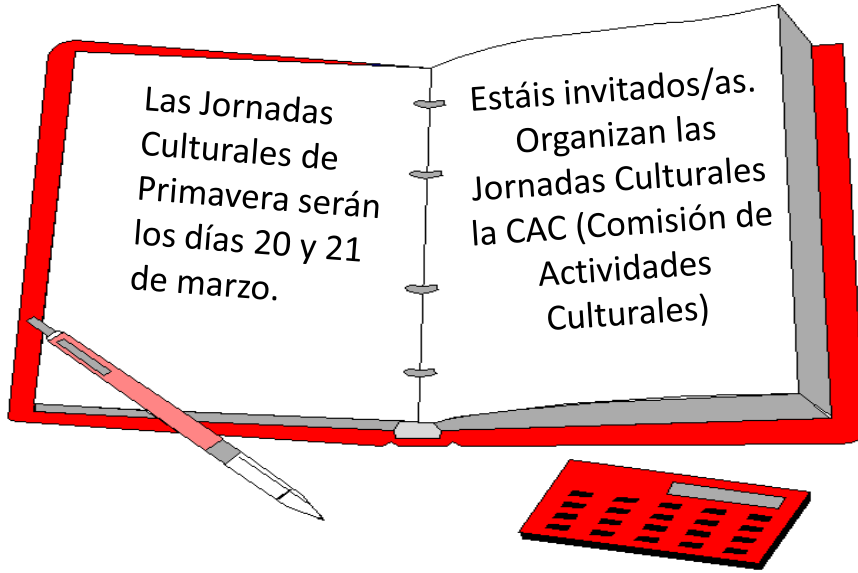 Las Jornadas
Culturales de
Primavera serán
los días 20 y 21
de marzo.
Estáis invitados/as.
Organizan las
Jornadas Culturales
la CAC (Comisión de
Actividades
Culturales)